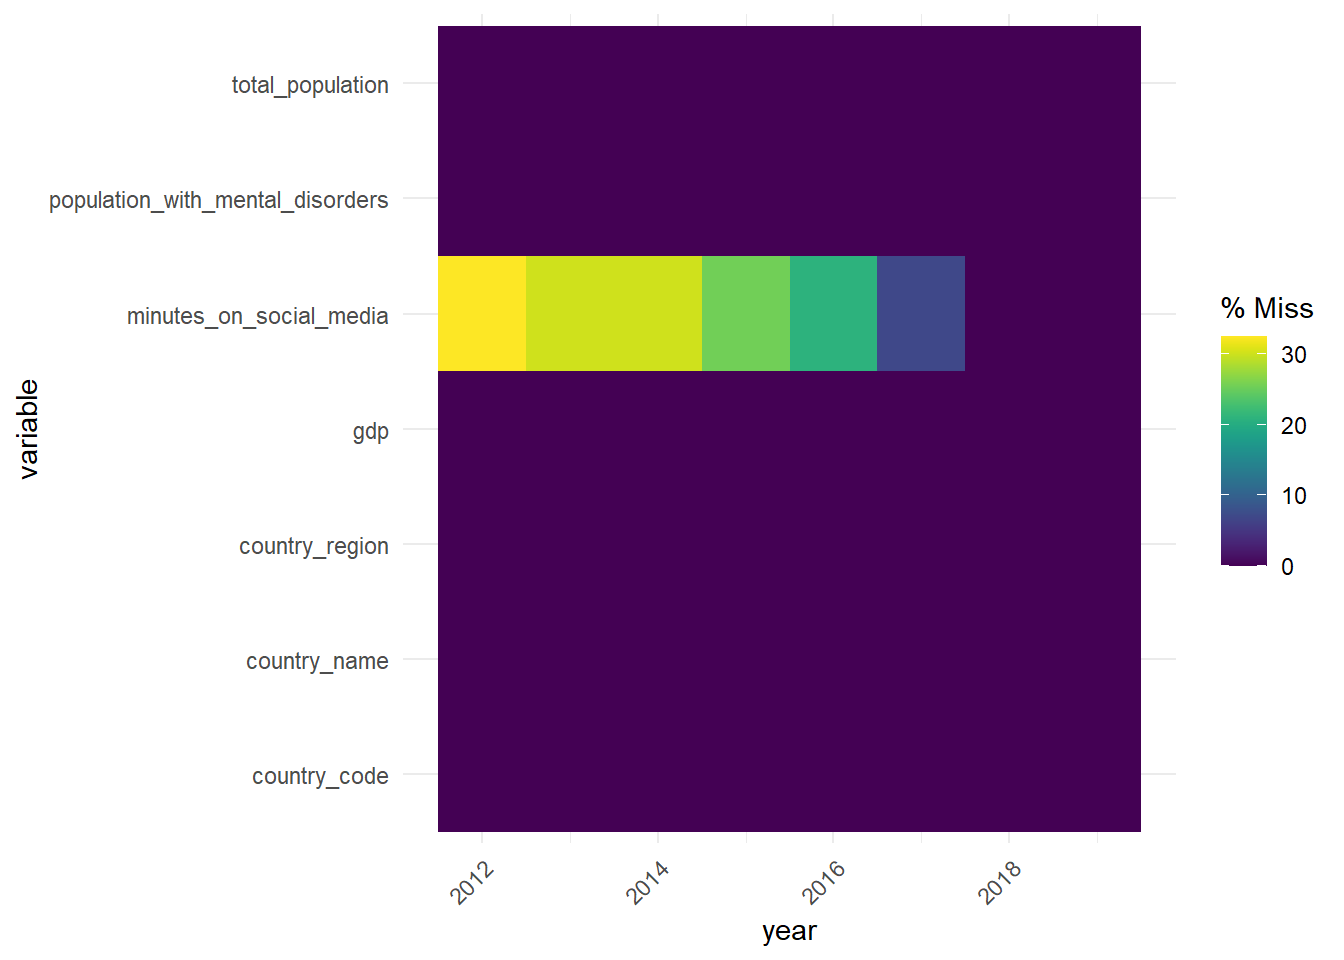 total_population
population_with_mental_disorders
minutes_on_social_media
gdp
country_region
country_name
country_code
variable
2012
2014
2016
2018
year
% Miss
30
20
10
0